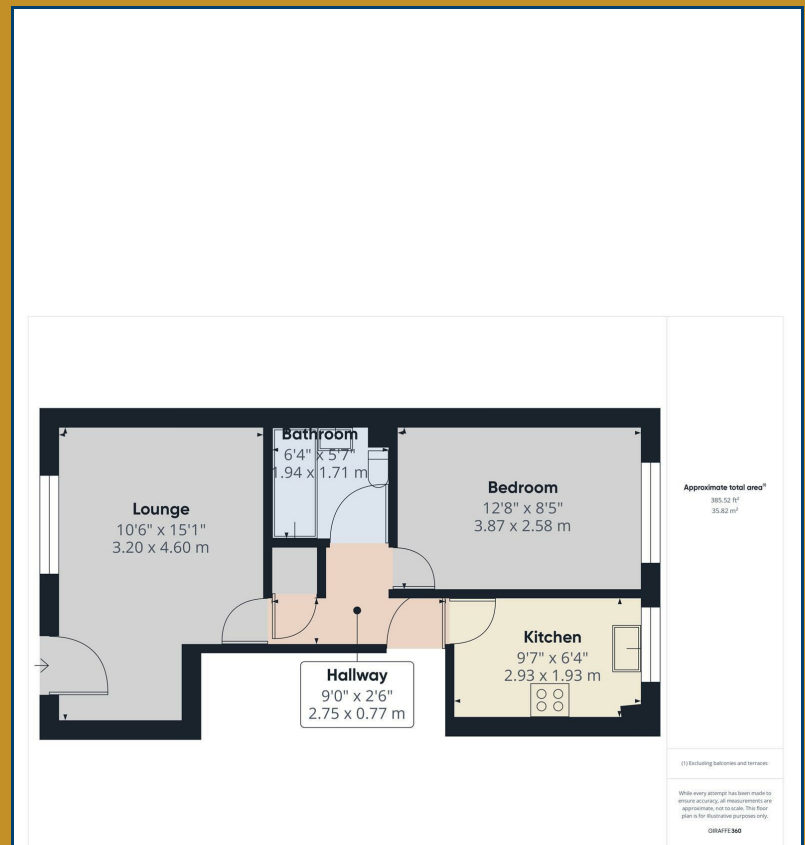 Bathroom
6'4" x 5'7"
1.94 x 1.71 m
Bedroom
12'8" x 8'5"
3.87 x 2.58 m
Lounge
10'6" x 15'1"
3.20 x 4.60 m
Kitchen
9'7" x 6'4"
2.93 x 1.93 m
Hallway
9'0" x 2'6"
2.75 x 0.77 m
Approximate total area⁽¹⁾
385.52 ft²
35.82 m²
(1) Excluding balconies and terraces
While every attempt has been made to
ensure accuracy, all measurements are
approximate, not to scale. This floor
plan is for illustrative purposes only.
GIRAFFE360